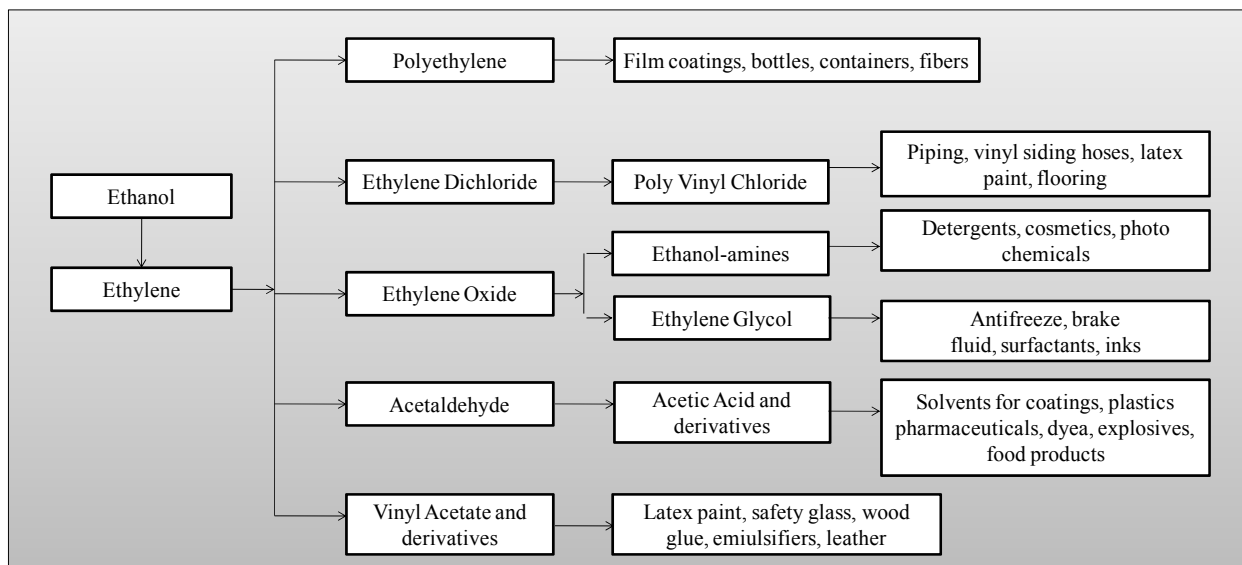 Ethanol
Ethylene
Polyethylene
Film coatings, bottles, containers, fibers
Ethylene Dichloride
Poly Vinyl Chloride
Piping, vinyl siding hoses, latex
paint, flooring
Ethylene Oxide
Ethanol-amines
Detergents, cosmetics, photo
chemicals
Ethylene Glycol
Antifreeze, brake
fluid, surfactants, inks
Acetaldehyde
Acetic Acid and
derivatives
Solvents for coatings, plastics
pharmaceuticals, dyea, explosives,
food products
Vinyl Acetate and
derivatives
Latex paint, safety glass, wood
glue, emiulsifiers, leather